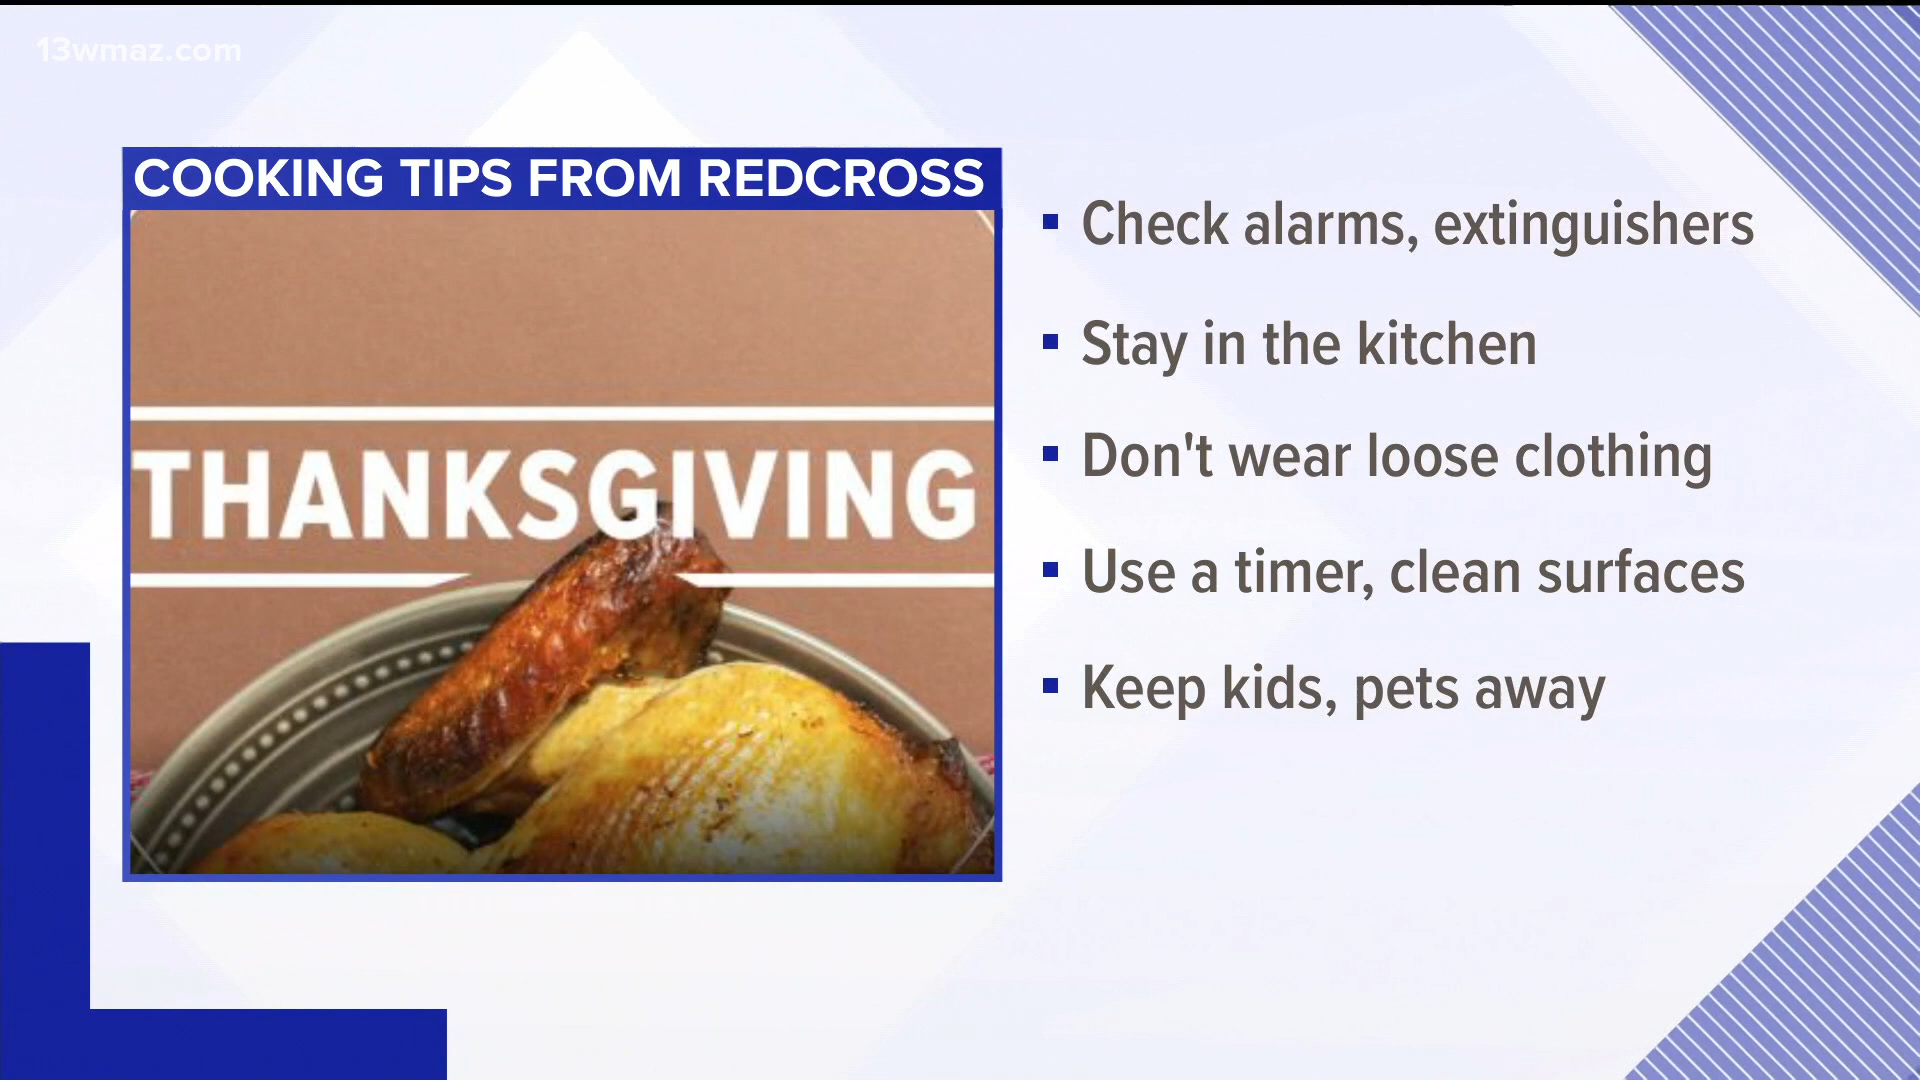 13wmaz.com
COOKING TIPS FROM REDCROSS
THANKSGIVING
Check alarms, extinguishers
Stay in the kitchen
Don't wear loose clothing
Use a timer, clean surfaces
Keep kids, pets away